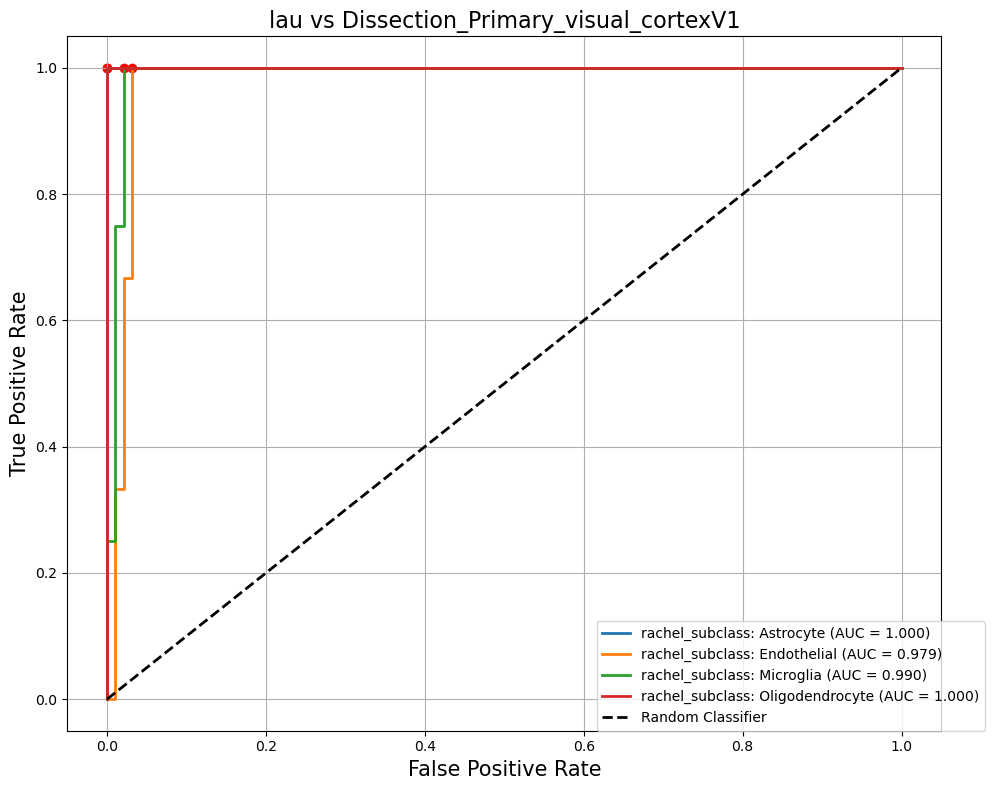 lau vs Dissection_Primary_visual_cortexV1
True Positive Rate
1.0
0.8
0.6
0.4
0.2
0.0
rachel_subclass: Astrocyte (AUC = 1.000)
rachel_subclass: Endothelial (AUC = 0.979)
rachel_subclass: Microglia (AUC = 0.990)
rachel_subclass: Oligodendrocyte (AUC = 1.000)
Random Classifier
0.0 0.2 0.4 0.6 0.8 1.0
False Positive Rate